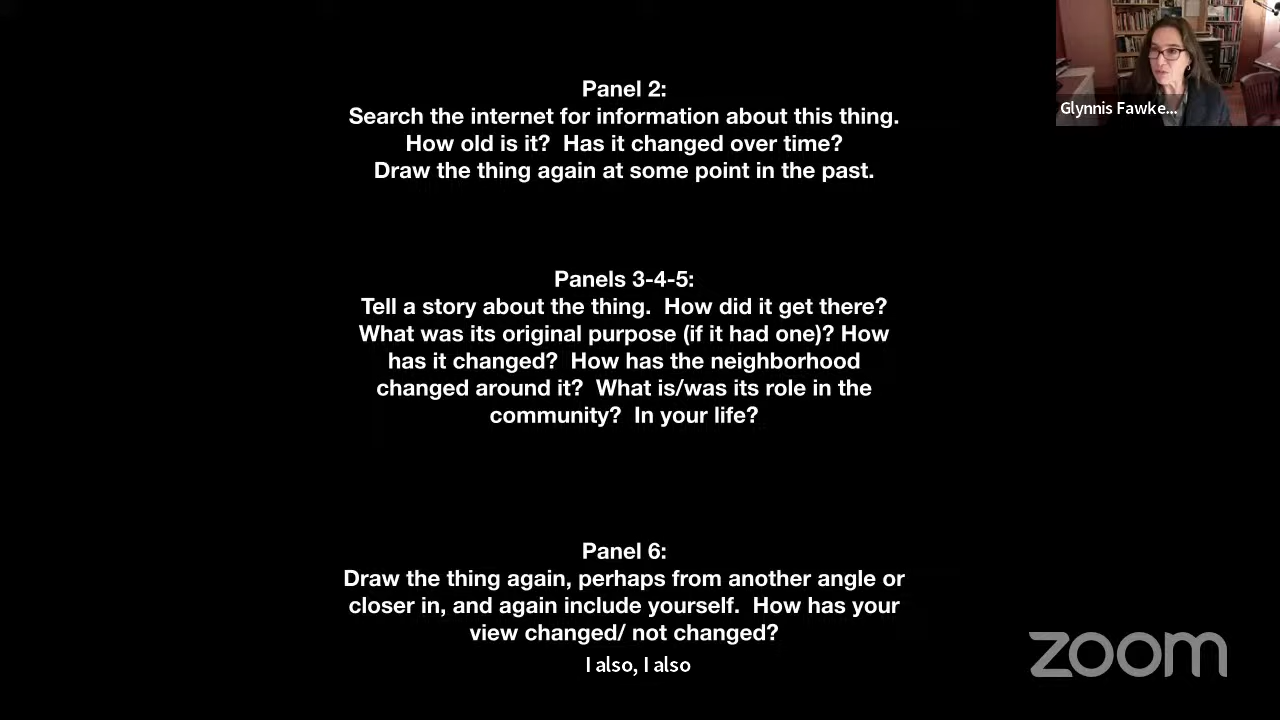 Panel 2:
Search the internet for information about this thing.
How old is it?  Has it changed over time?
Draw the thing again at some point in the past.
Glynnis Fawke...
Panels 3-4-5:
Tell a story about the thing.  How did it get there?
What was its original purpose (if it had one)? How
has it changed?  How has the neighborhood
changed around it?  What is/was its role in the
community?  In your life?
Panel 6:
Draw the thing again, perhaps from another angle or
closer in, and again include yourself.  How has your
view changed/ not changed?
I also, I also
zoom